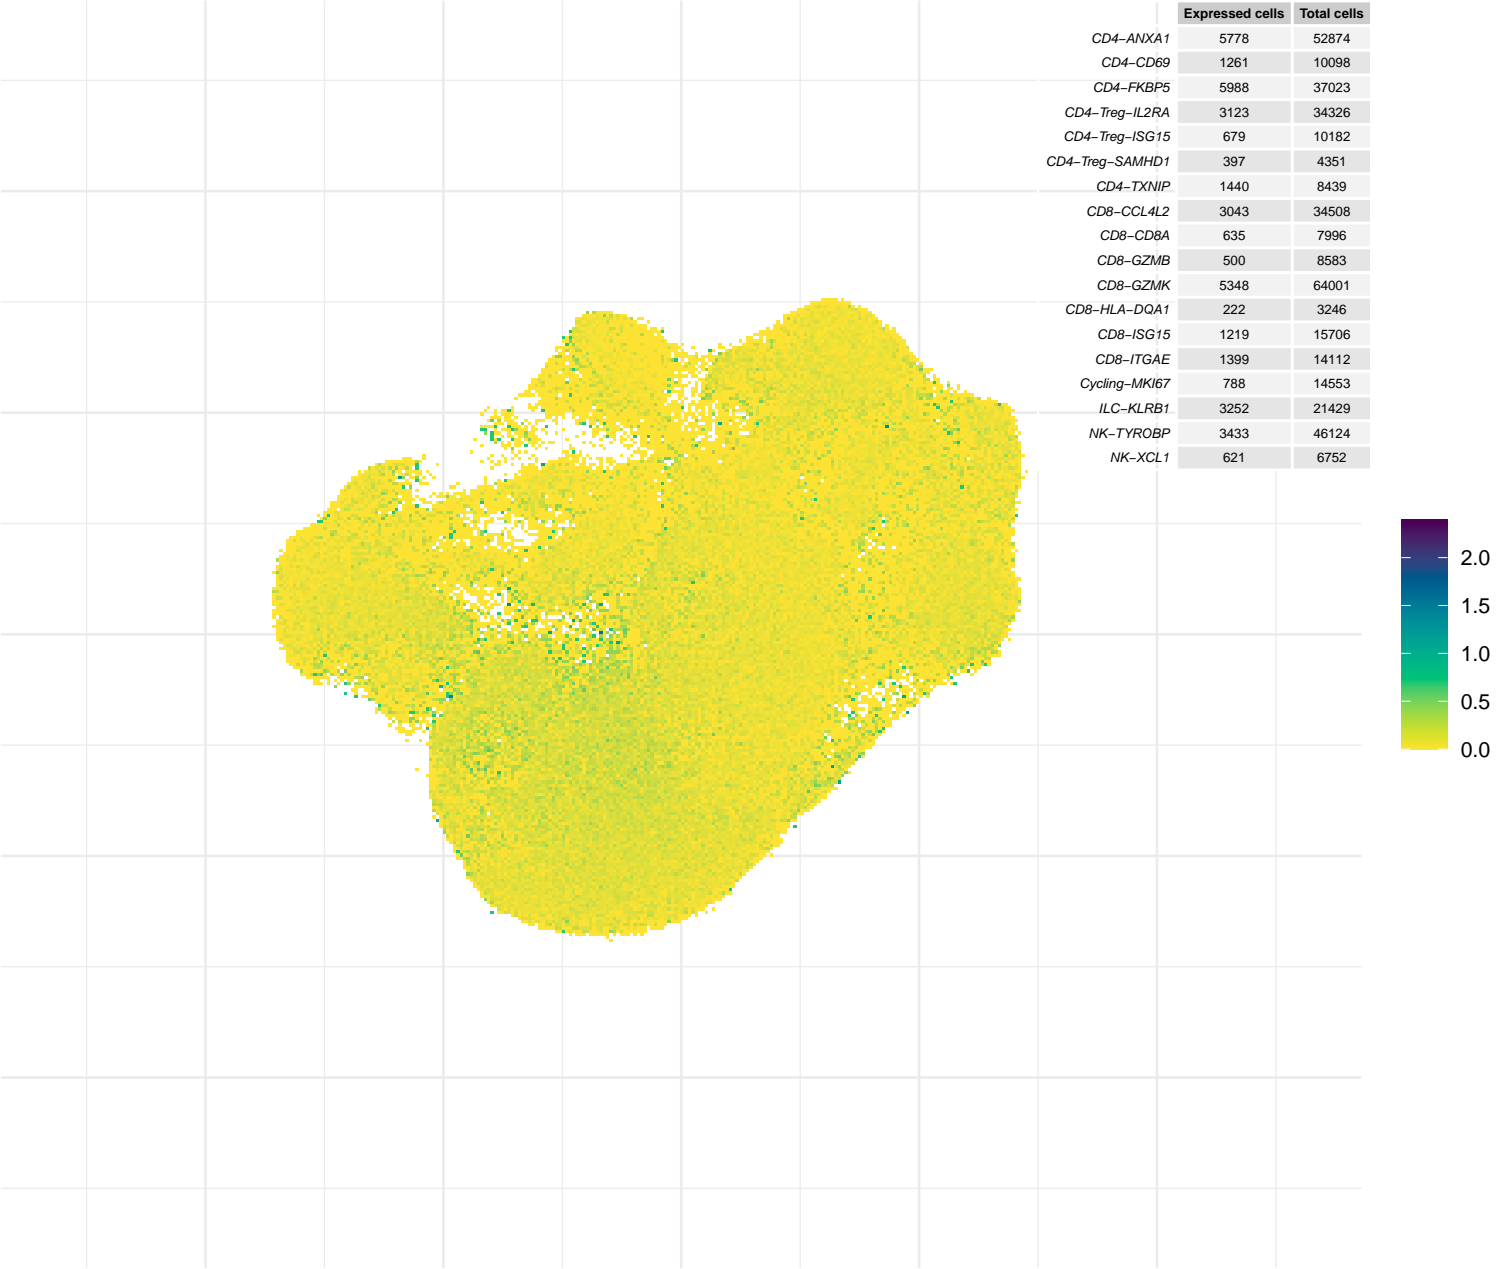 Expressed cells Total cells
CD4−ANXA1 5778 52874
CD4−CD69 1261 10098
CD4−FKBP5 5988 37023
CD4−Treg−IL2RA 3123 34326
CD4−Treg−ISG15 679 10182
CD4−Treg−SAMHD1 397 4351
CD4−TXNIP 1440 8439
CD8−CCL4L2 3043 34508
CD8−CD8A 635 7996
CD8−GZMB 500 8583
CD8−GZMK 5348 64001
CD8−HLA−DQA1 222 3246
CD8−ISG15 1219 15706
CD8−ITGAE 1399 14112
Cycling−MKI67 788 14553
ILC−KLRB1 3252 21429
NK−TYROBP 3433 46124
NK−XCL1 621 6752
2.0
1.5
1.0
0.5
0.0